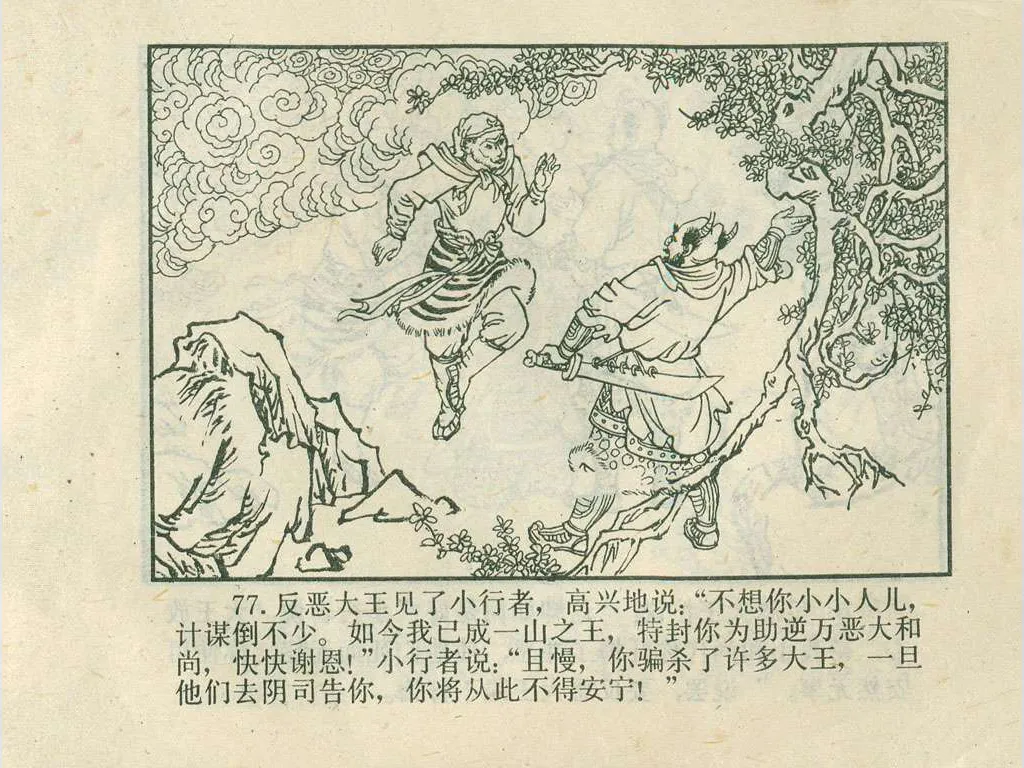 77. 反恶大王见了小行者，高兴地说：“不想你小小人儿，
计谋倒不少。如今我已成一山之王，特封你为助逆万恶大和
尚，快快谢恩！”小行者说：“且慢，你骗杀了许多大王，一旦
他们去阴司告你，你将从此不得安宁！”